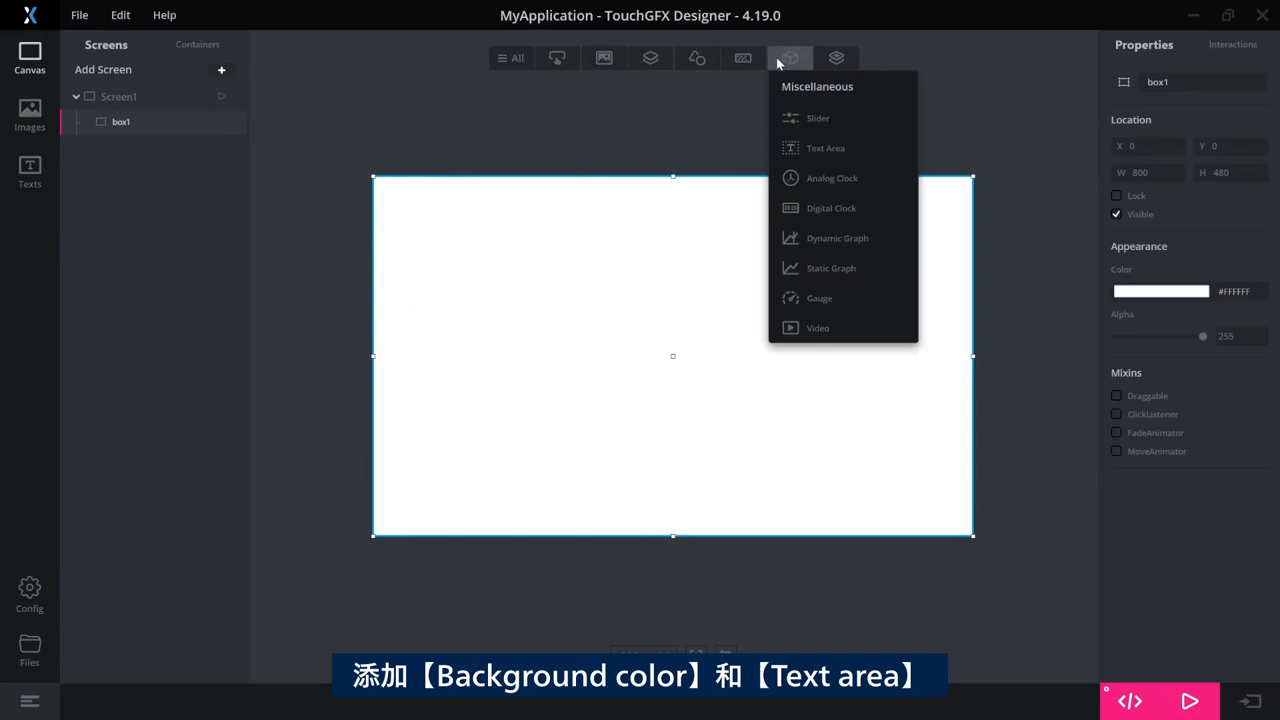 File Edit Help
MyApplication - TouchGFX Designer - 4.19.0
Canvas
Images
Texts
Config
Files
Screens Containers
Add Screen +
Screen1
box1
All
Miscellaneous
Slider
Text Area
Analog Clock
Digital Clock
Dynamic Graph
Static Graph
Gauge
Video
Properties Interactions
box1
Location
X 0 Y 0
W 800 H 480
Lock
Visible
Appearance
Color
#FFFFFF
Alpha
255
Mixins
Draggable
ClickListener
FadeAnimator
MoveAnimator
添加【Background color】和【Text area】